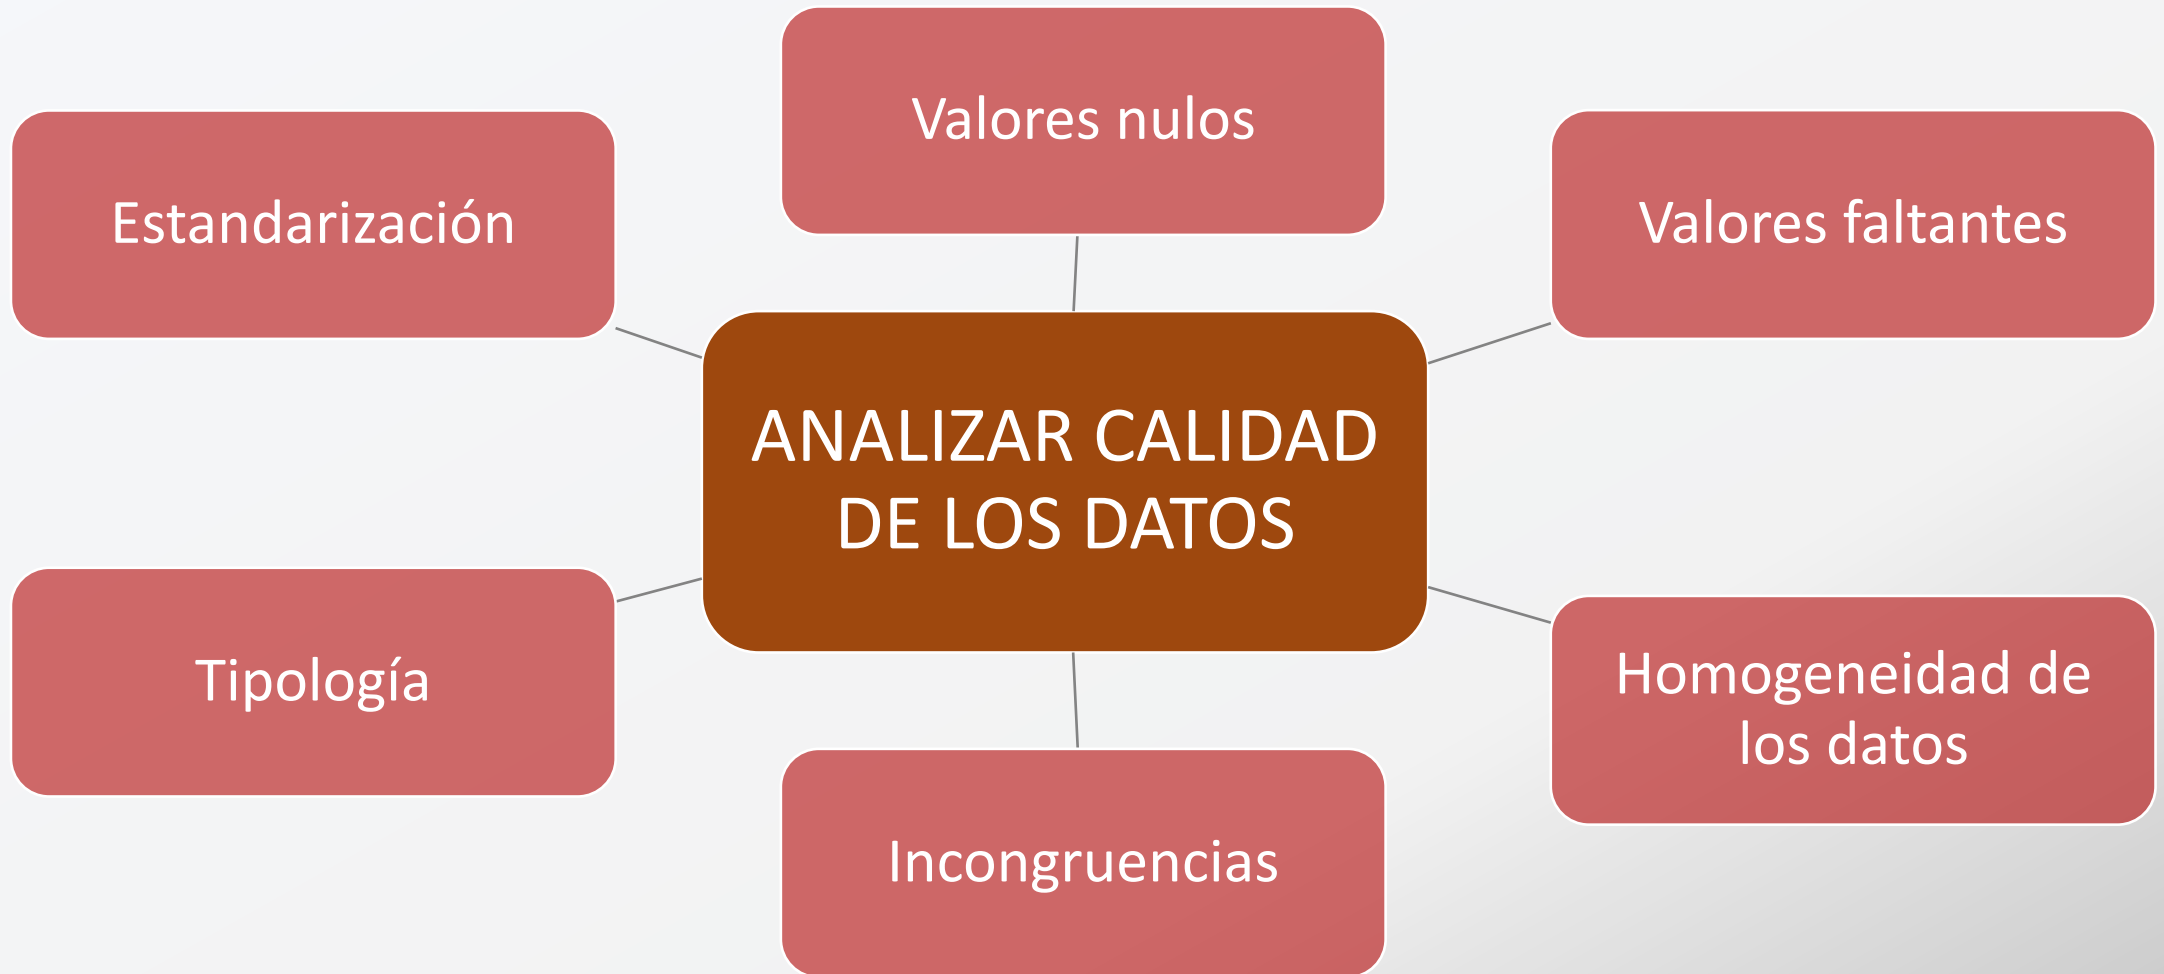 Valores nulos
Estandarización
Valores faltantes
ANALIZAR CALIDAD
DE LOS DATOS
Tipología
Homogeneidad de
los datos
Incongruencias